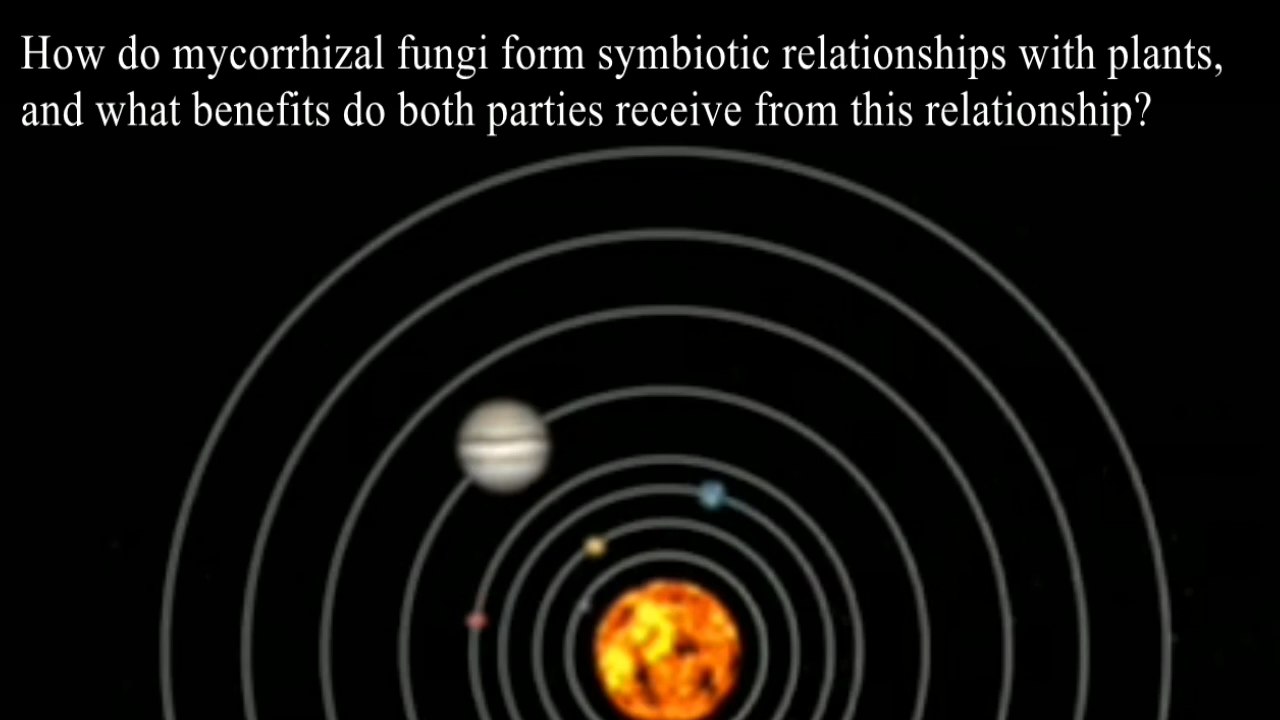 How do mycorrhizal fungi form symbiotic relationships with plants,
and what benefits do both parties receive from this relationship?